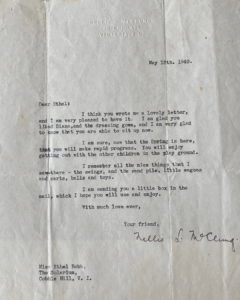 May 15th. 1940.
Dear Ethel:
I think you wrote me a lovely letter,
and I am very pleased to have it. I am glad you
liked Diane, and the dressing gown, and I am very glad
to know that you are able to sit up now.
I am sure, now that the Spring is here,
that you will make rapid progress. You will enjoy
getting out with the other children in the play ground.
I remember all the nice things that I
saw there - the swings, and the sand pile, little wagons
and carts, balls and toys.
I am sending you a little box in the
mail, which I hope you will use and enjoy.
With much love ever,
Your friend,
Nellie L McClung
Miss Ethel
The Solarium,
Cobble Hill, V. I.